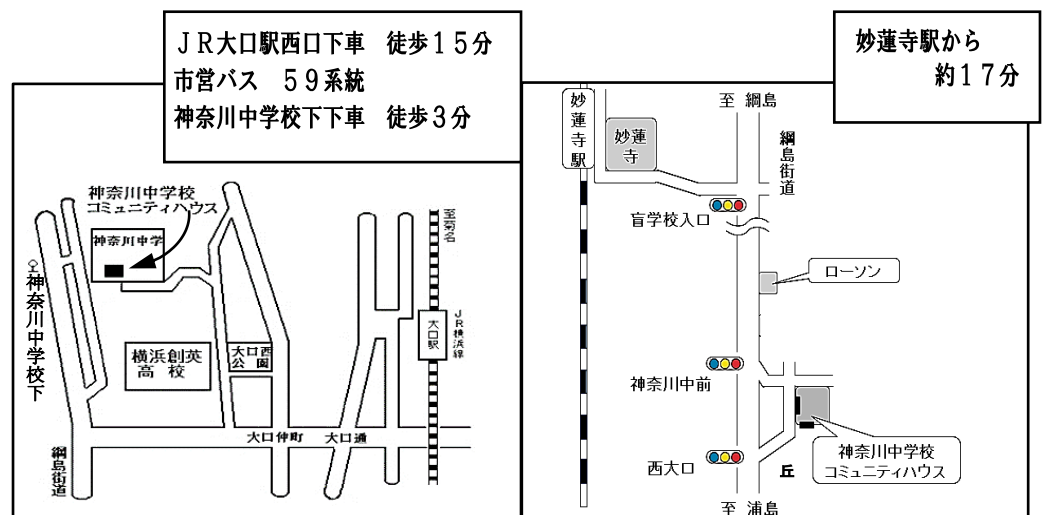 ＪＲ大口駅西口下車　徒歩１５分
市営バス　５９系統
神奈川中学校下下車　徒歩３分
神奈川中学校
コミュニティハウス
神奈川中学
神奈川中学校下
横浜創英
高校
大口西
公園
至菊名
ＪＲ横浜線
大口駅
大口仲町
大口通
綱島街道
妙蓮寺駅から
約１７分
妙蓮寺駅
妙蓮
寺
至 綱島
綱島街道
盲学校入口
ローソン
神奈川中前
神奈川中学校
コミュニティハウス
西大口
丘
至 浦島